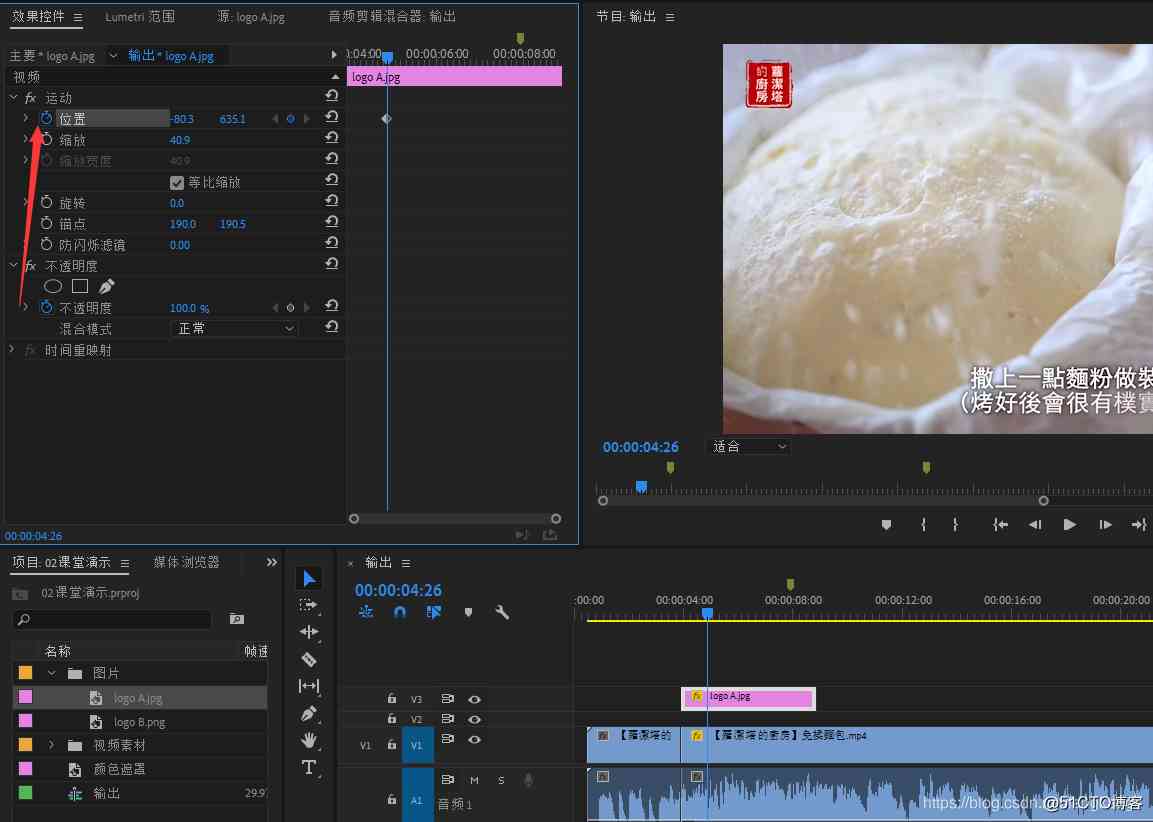 效果控件
Lumetri 范围
源: logo A.jpg
音频剪辑混合器: 输出
主要 * logo A.jpg
输出 * logo A.jpg
视频
运动
位置 -80.3 635.1
缩放 40.9
缩放宽度 40.9
等比缩放
旋转 0.0
锚点 190.0 190.5
防闪烁滤镜 0.00
不透明度
不透明度 100.0 %
混合模式 正常
时间重映射
:04:00 00:00:06:00 00:00:08:00
logo A.jpg
00:00:04:26
节目: 输出
蘿潔塔
的廚房
撒上一點麵粉做裝
（烤好後會很有樸實
00:00:04:26 适合
项目: 02课堂演示
媒体浏览器
02课堂演示.prproj
名称 帧速
图片
logo A.jpg
logo B.png
视频素材
颜色遮罩
输出 29.9
× 输出
00:00:04:26
:00:00 00:00:04:00 00:00:08:00 00:00:12:00 00:00:16:00 00:00:20:00
V3
fx logo A.jpg
V2
V1 V1
【蘿潔塔的
fx 【蘿潔塔的廚房】免揉麵包.mp4
A1 M S
音频 1
https://blog.csdn.@51CTO博客